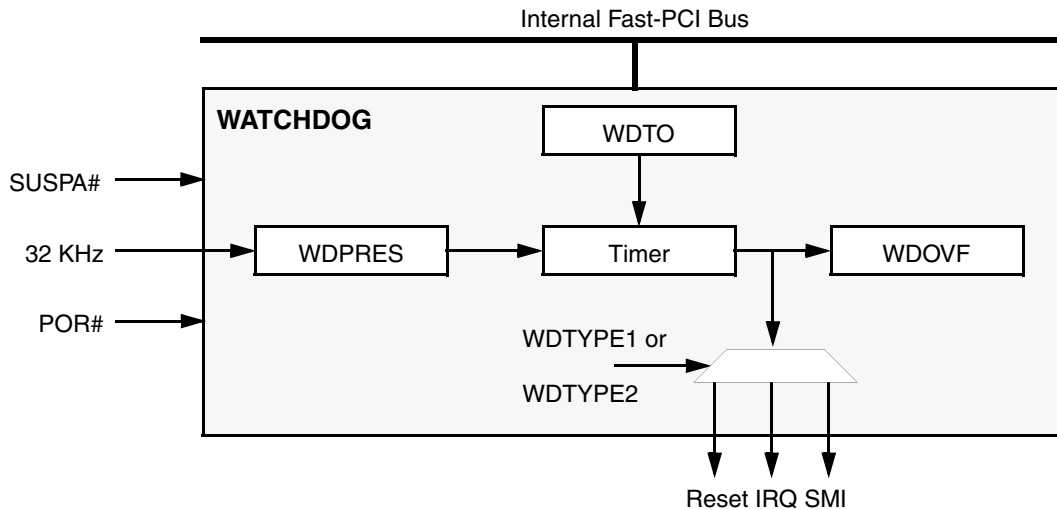 Internal Fast-PCI Bus
WATCHDOG
WDTO
SUSPA#
32 KHz
WDPRES
Timer
WDOVF
POR#
WDTYPE1 or
WDTYPE2
Reset IRQ SMI